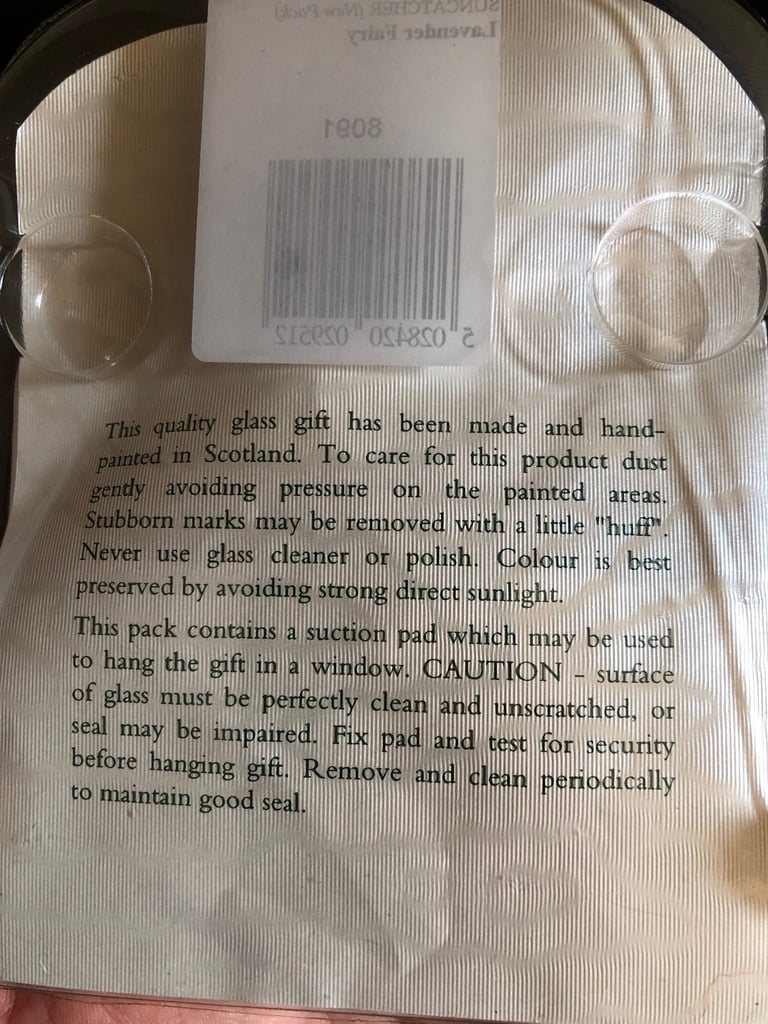 SUNCATCHER (New Pack)
Lavender Fairy
8091
5 028420 029512
This quality glass gift has been made and hand-
painted in Scotland. To care for this product dust
gently avoiding pressure on the painted areas.
Stubborn marks may be removed with a little "huff".
Never use glass cleaner or polish. Colour is best
preserved by avoiding strong direct sunlight.
This pack contains a suction pad which may be used
to hang the gift in a window. CAUTION - surface
of glass must be perfectly clean and unscratched, or
seal may be impaired. Fix pad and test for security
before hanging gift. Remove and clean periodically
to maintain good seal.